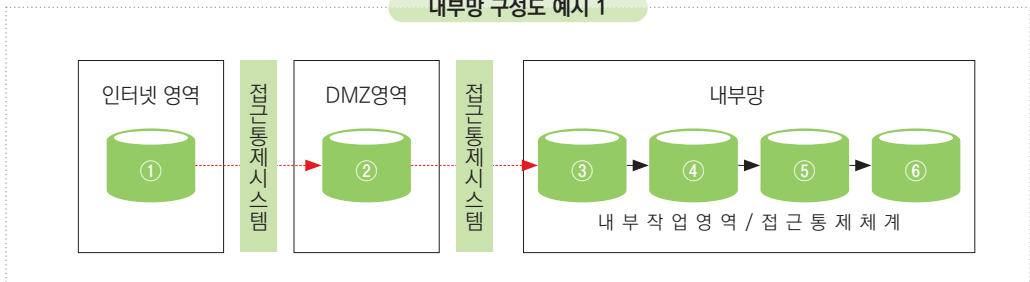 내부망 구성도 예시 1
인터넷 영역
접근통제시스템
DMZ영역
접근통제시스템
내부망
①
②
③
④
⑤
⑥
내 부 작 업 영 역 / 접 근 통 제 체 계